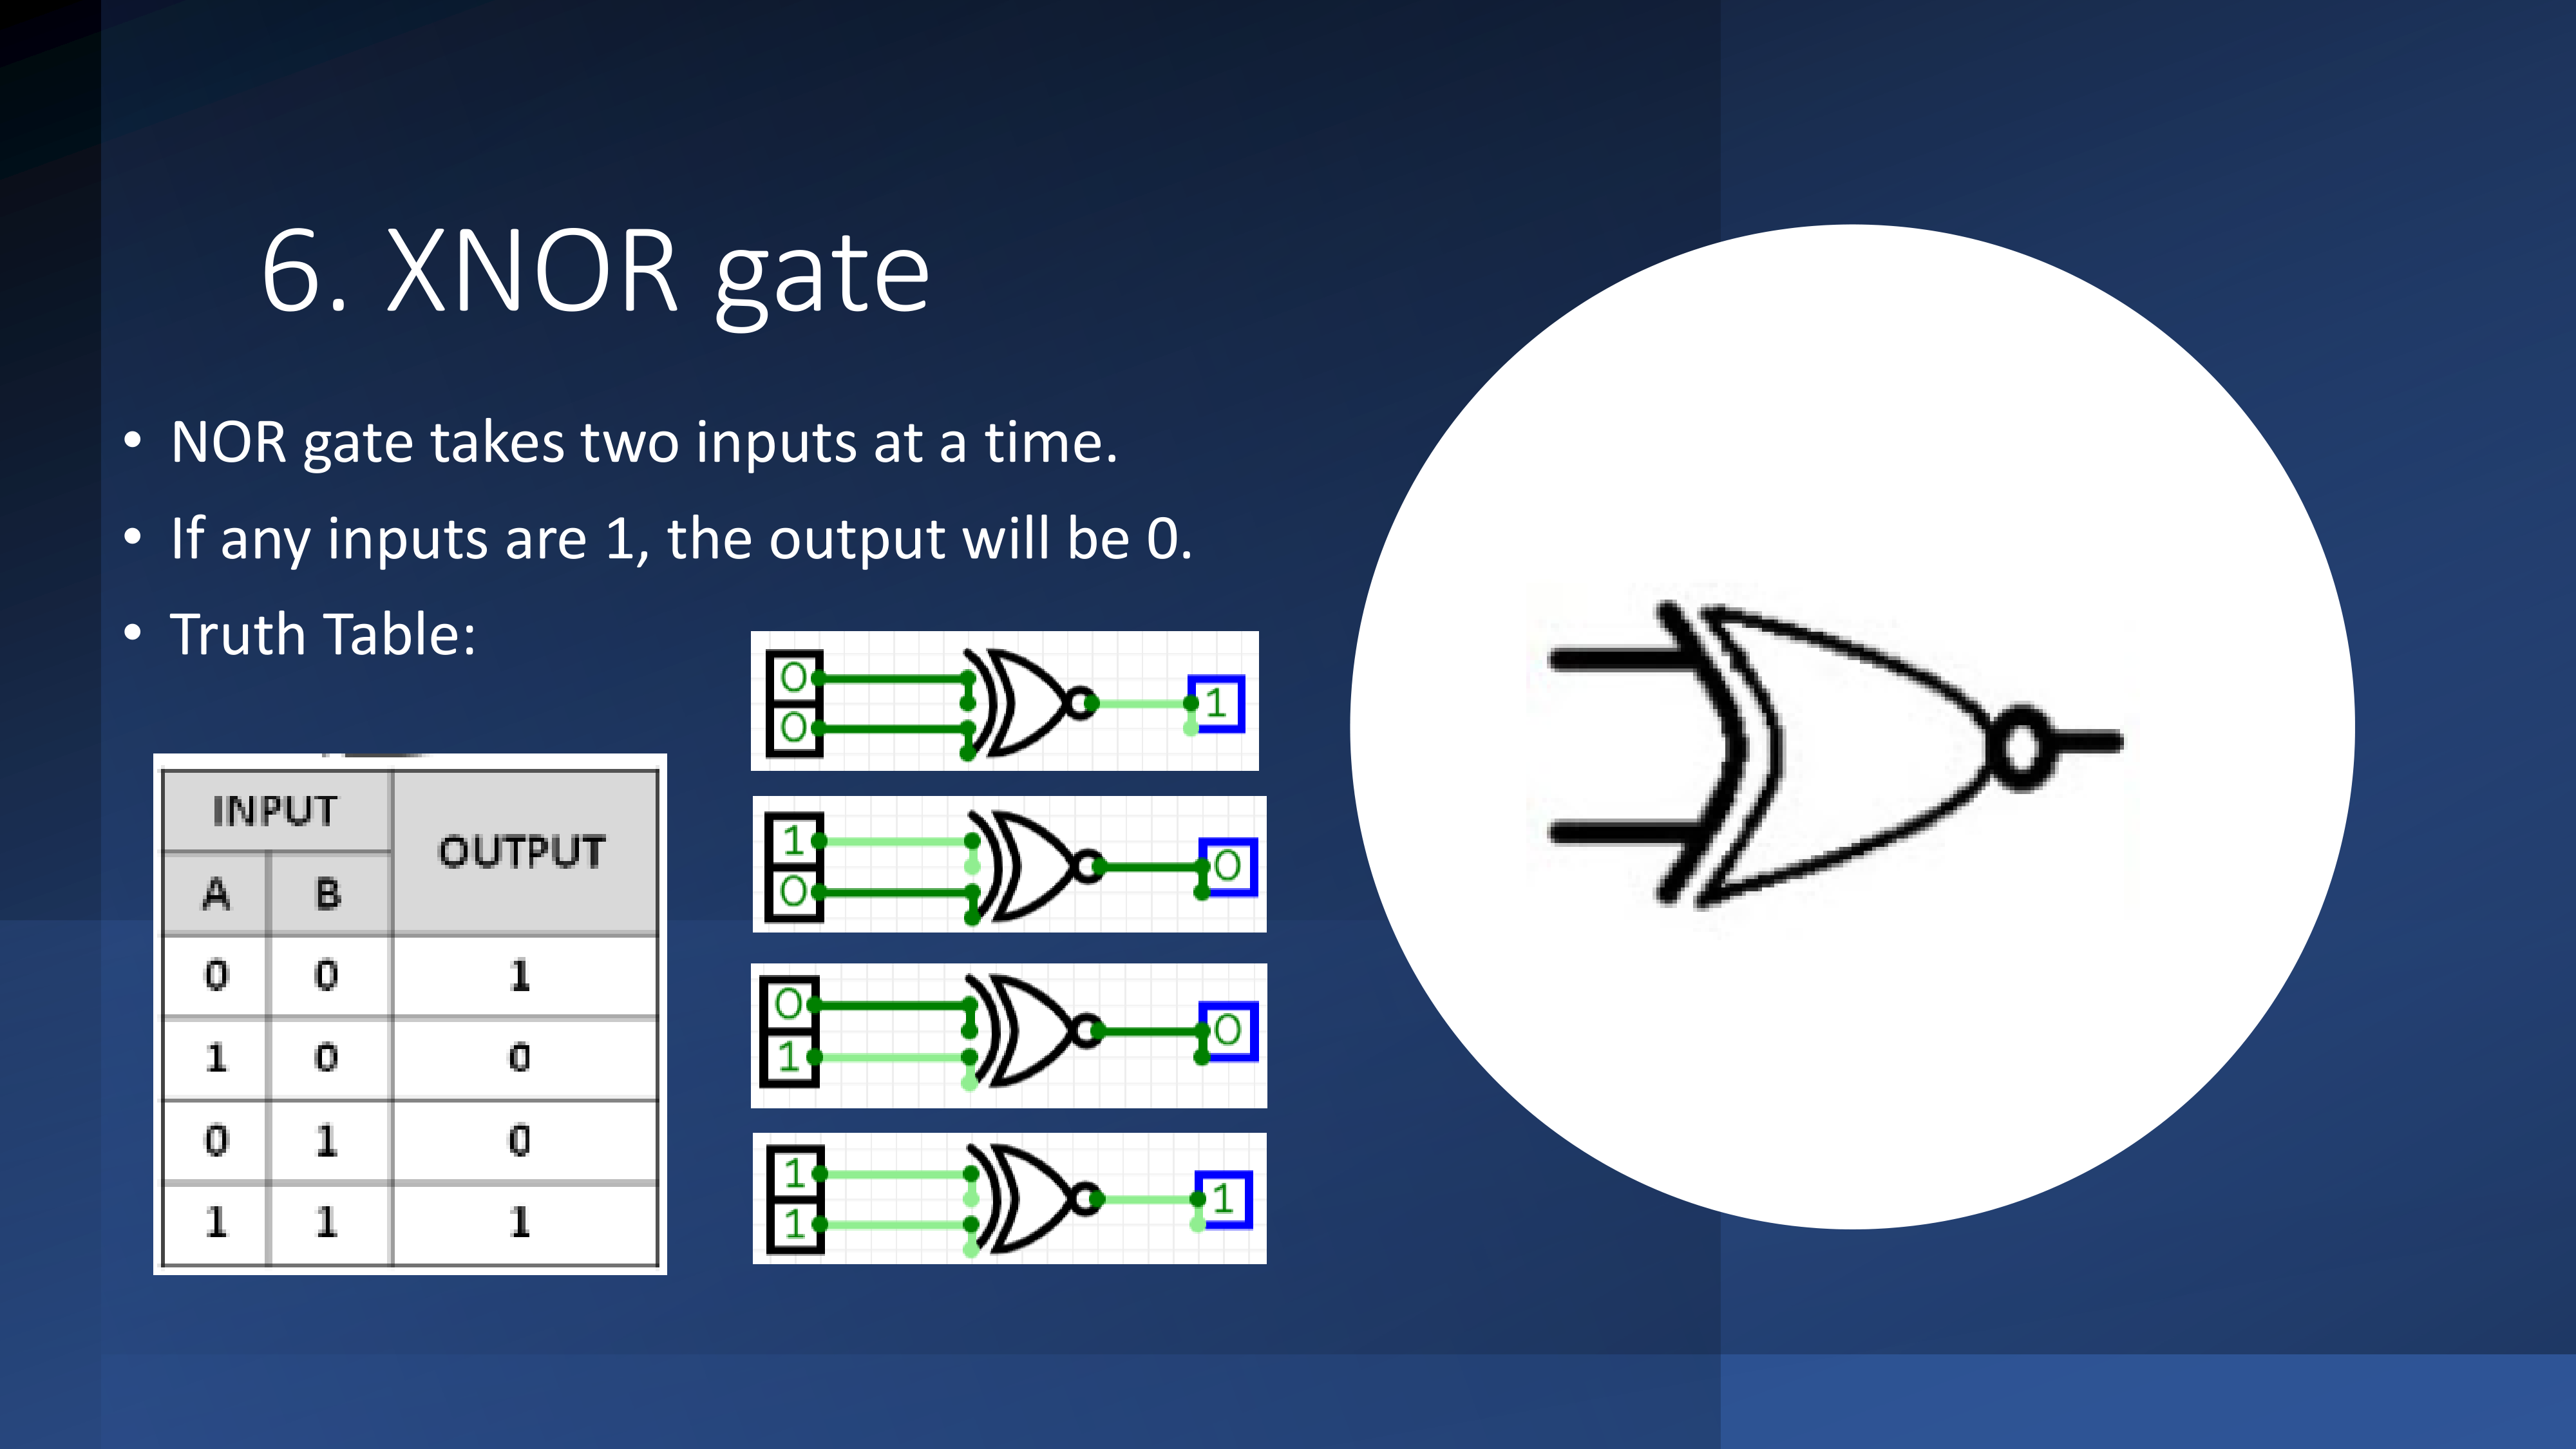 6. XNOR gate
• NOR gate takes two inputs at a time.
• If any inputs are 1, the output will be 0.
• Truth Table:
INPUT OUTPUT
A B
0 0 1
1 0 0
0 1 0
1 1 1
0
0
1
1
0
0
0
1
0
1
1
1